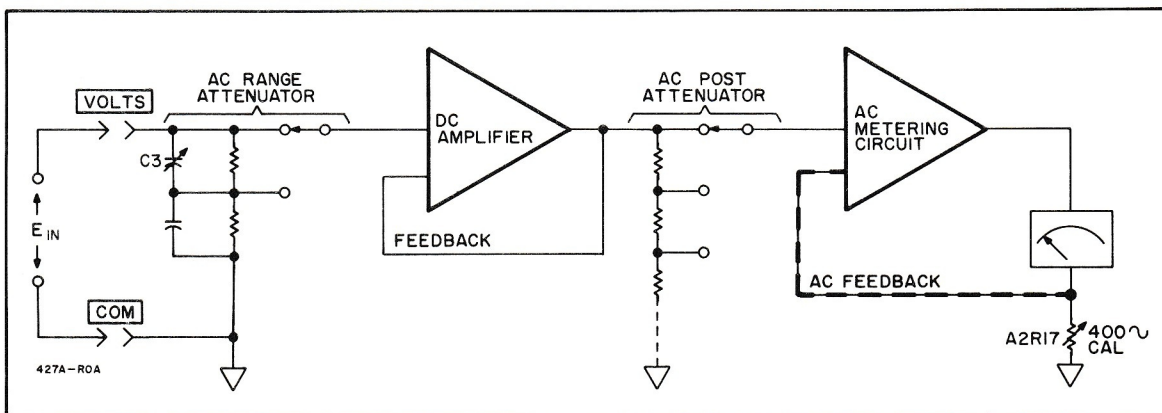 AC RANGE
ATTENUATOR
VOLTS
C3
E IN
COM
427A-ROA
DC
AMPLIFIER
FEEDBACK
AC POST
ATTENUATOR
AC
METERING
CIRCUIT
AC FEEDBACK
A2R17
400~
CAL